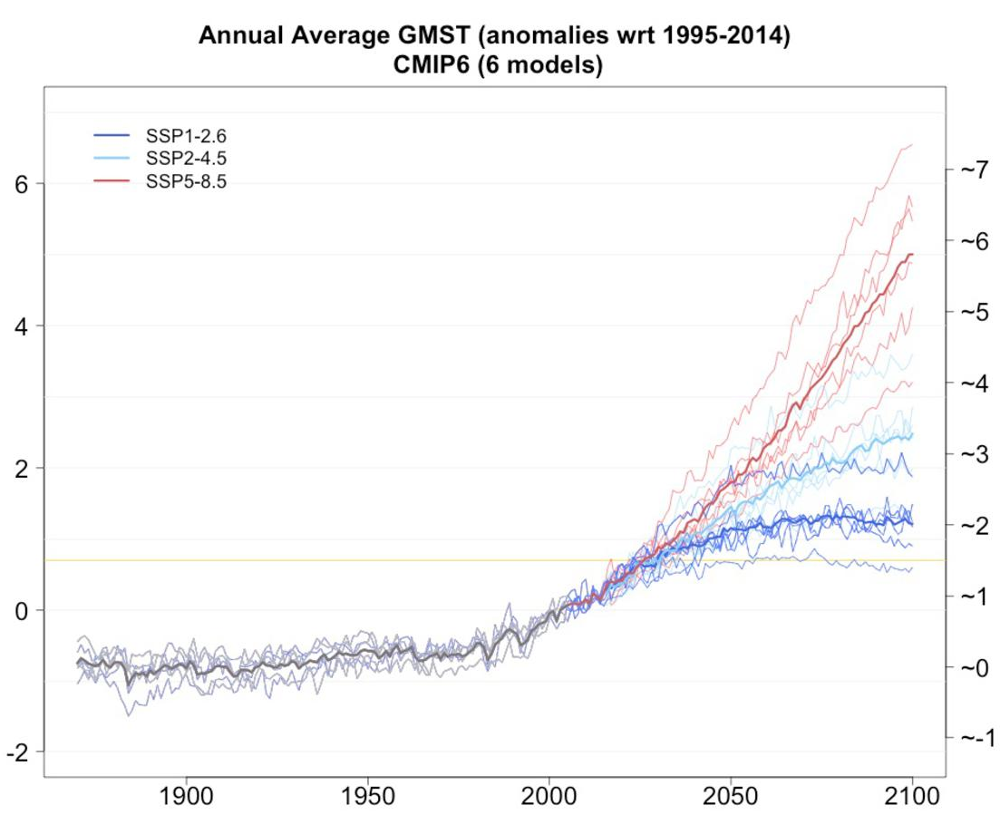 Annual Average GMST (anomalies wrt 1995-2014)
CMIP6 (6 models)
SSP1-2.6
SSP2-4.5
SSP5-8.5
6
4
2
0
-2
~7
~6
~5
~4
~3
~2
~1
~0
~-1
1900 1950 2000 2050 2100